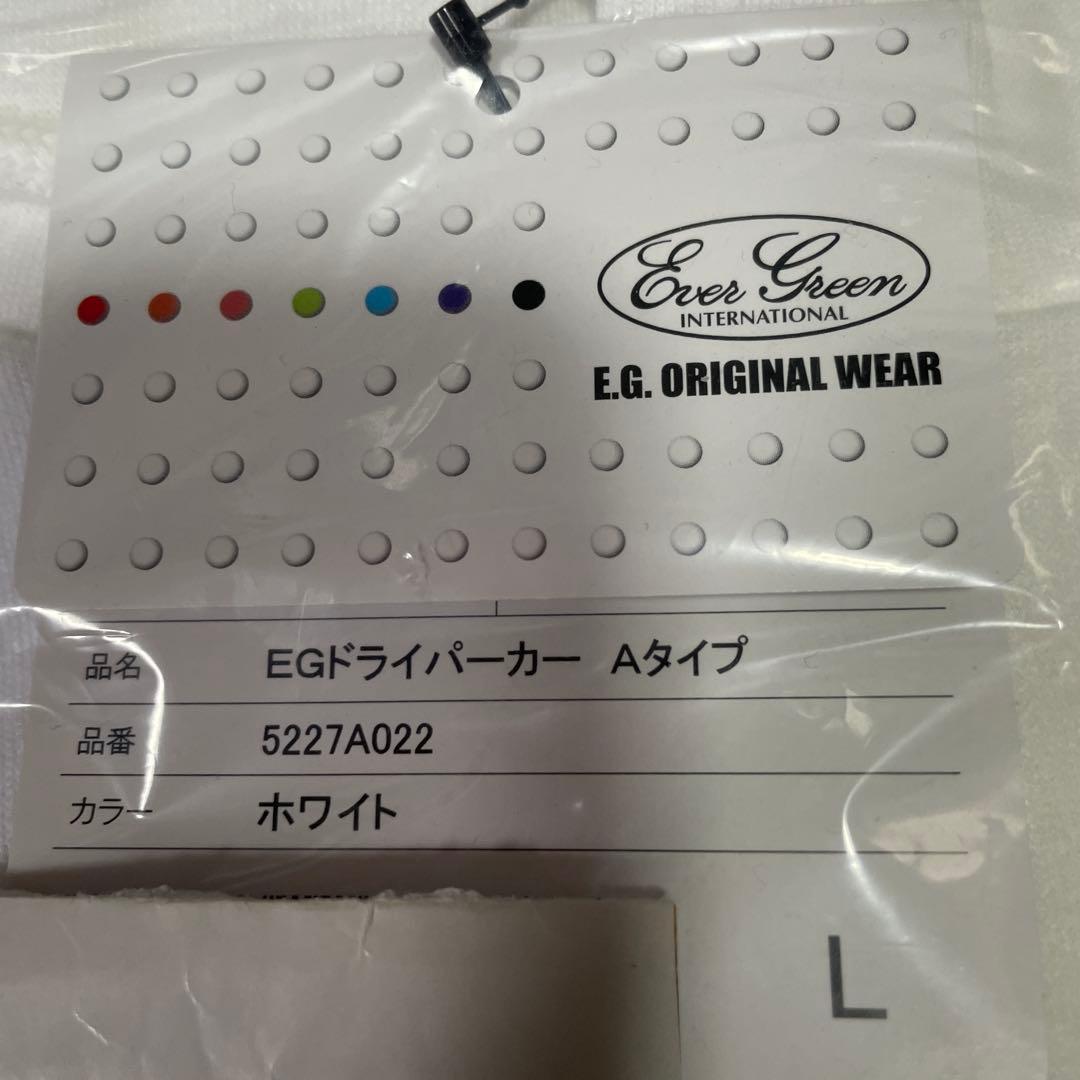 Ever Green
INTERNATIONAL
E.G. ORIGINAL WEAR
品名 EGドライパーカー Aタイプ
品番 5227A022
カラー ホワイト
L